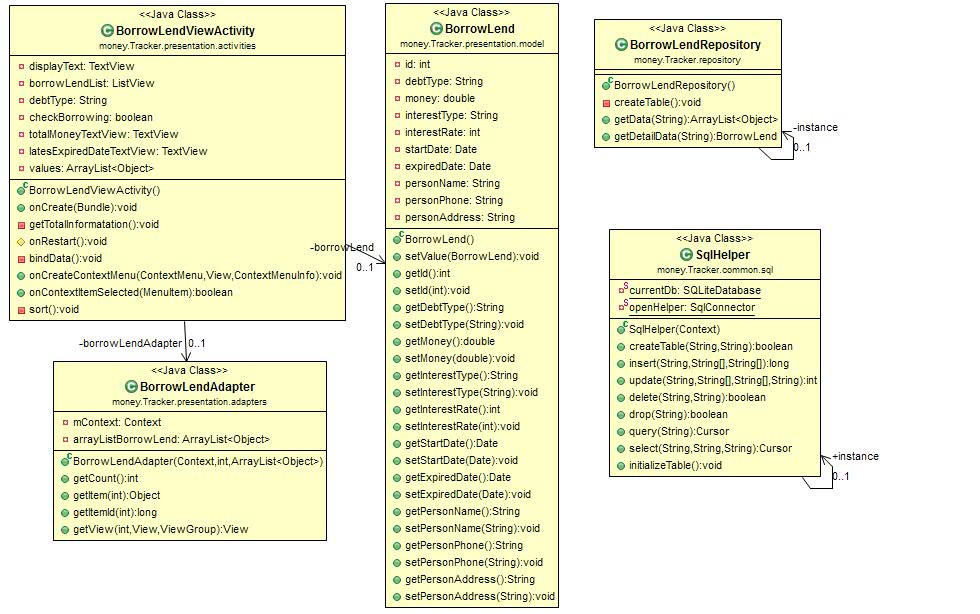 <<Java Class>>
BorrowLendViewActivity
money.Tracker.presentation.activities
displayText: TextView
borrowLendList: ListView
debtType: String
checkBorrowing: boolean
totalMoneyTextView: TextView
latesExpiredDateTextView: TextView
values: ArrayList<Object>
BorrowLendViewActivity()
onCreate(Bundle):void
getTotalInformatation():void
onRestart():void
bindData():void
onCreateContextMenu(ContextMenu,View,ContextMenuInfo):void
onContextItemSelected(MenuItem):boolean
sort():void
-borrowLend
0..1
-borrowLendAdapter
0..1
<<Java Class>>
BorrowLendAdapter
money.Tracker.presentation.adapters
mContext: Context
arrayListBorrowLend: ArrayList<Object>
BorrowLendAdapter(Context,int,ArrayList<Object>)
getCount():int
getItem(int):Object
getItemId(int):long
getView(int,View,ViewGroup):View
<<Java Class>>
BorrowLend
money.Tracker.presentation.model
id: int
debtType: String
money: double
interestType: String
interestRate: int
startDate: Date
expiredDate: Date
personName: String
personPhone: String
personAddress: String
BorrowLend()
setValue(BorrowLend):void
getId():int
setId(int):void
getDebtType():String
setDebtType(String):void
getMoney():double
setMoney(double):void
getInterestType():String
setInterestType(String):void
getInterestRate():int
setInterestRate(int):void
getStartDate():Date
setStartDate(Date):void
getExpiredDate():Date
setExpiredDate(Date):void
getPersonName():String
setPersonName(String):void
getPersonPhone():String
setPersonPhone(String):void
getPersonAddress():String
setPersonAddress(String):void
<<Java Class>>
BorrowLendRepository
money.Tracker.repository
BorrowLendRepository()
createTable():void
getData(String):ArrayList<Object>
getDetailData(String):BorrowLend
-instance
0..1
<<Java Class>>
SqlHelper
money.Tracker.common.sql
currentDb: SQLiteDatabase
openHelper: SqlConnector
SqlHelper(Context)
createTable(String,String):boolean
insert(String,String[],String[]):long
update(String,String[],String[],String):int
delete(String,String):boolean
drop(String):boolean
query(String):Cursor
select(String,String,String):Cursor
initializeTable():void
+instance
0..1